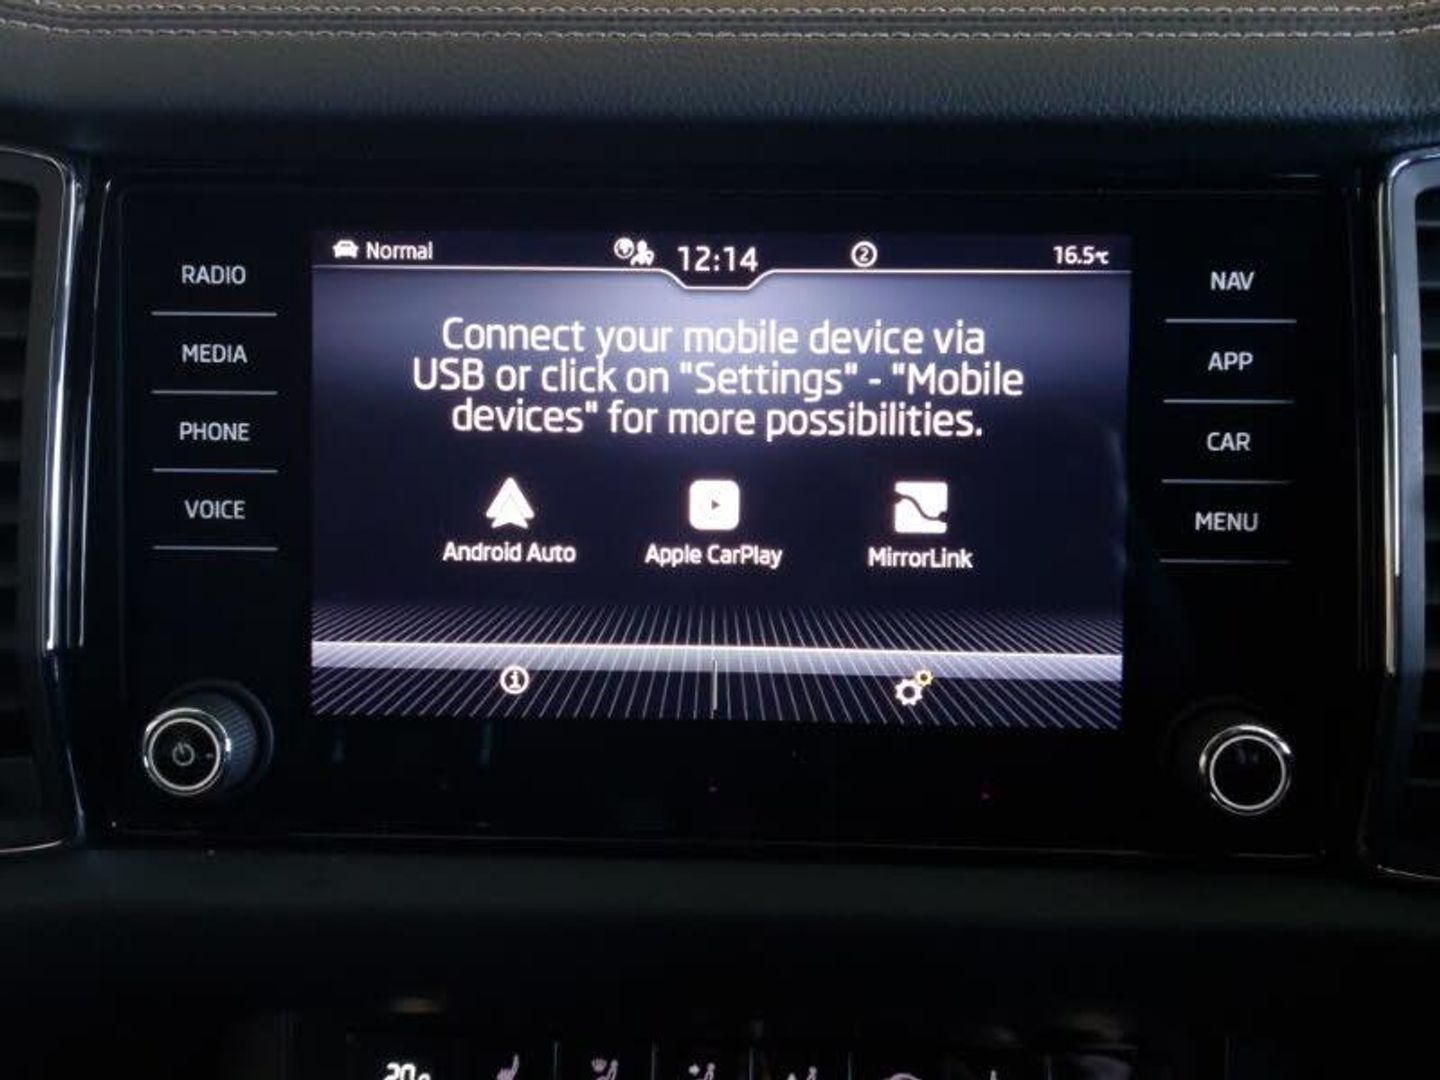 Normal 12:14 2 16.5°C
RADIO
MEDIA
PHONE
VOICE
Connect your mobile device via
USB or click on "Settings" - "Mobile
devices" for more possibilities.
Android Auto Apple CarPlay MirrorLink
NAV
APP
CAR
MENU